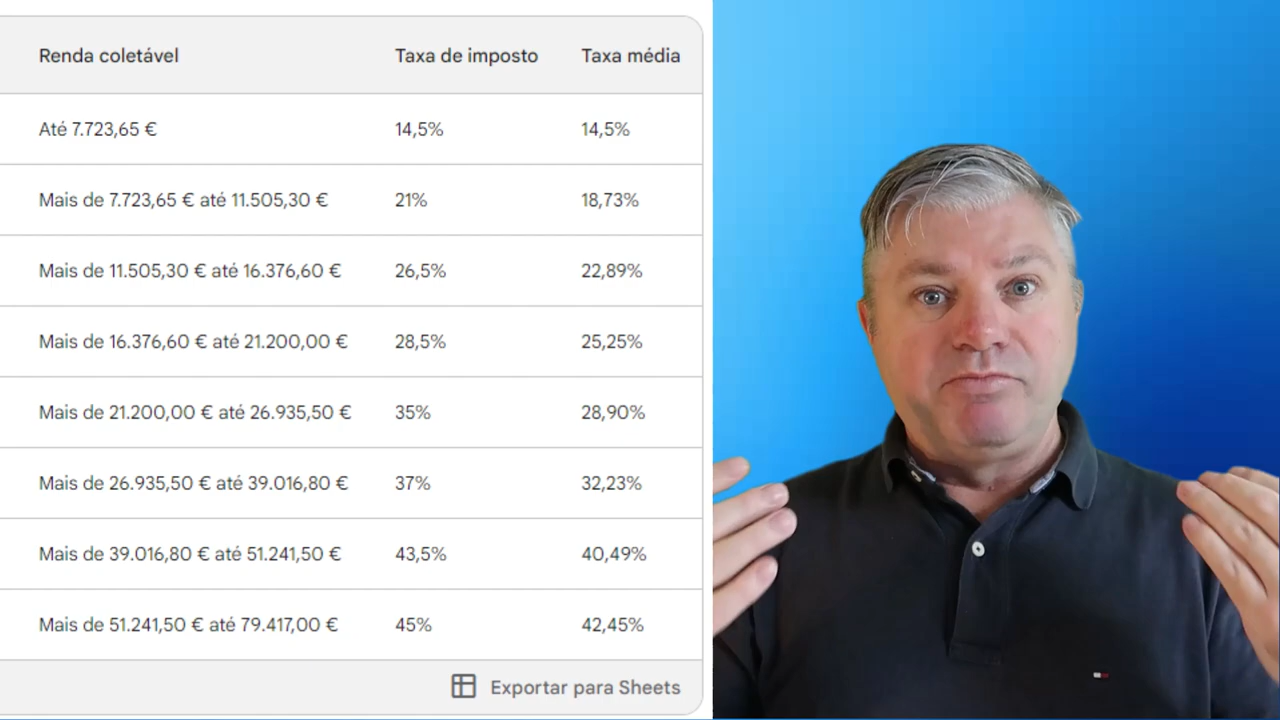 Renda coletável Taxa de imposto Taxa média
Até 7.723,65 € 14,5% 14,5%
Mais de 7.723,65 € até 11.505,30 € 21% 18,73%
Mais de 11.505,30 € até 16.376,60 € 26,5% 22,89%
Mais de 16.376,60 € até 21.200,00 € 28,5% 25,25%
Mais de 21.200,00 € até 26.935,50 € 35% 28,90%
Mais de 26.935,50 € até 39.016,80 € 37% 32,23%
Mais de 39.016,80 € até 51.241,50 € 43,5% 40,49%
Mais de 51.241,50 € até 79.417,00 € 45% 42,45%
Exportar para Sheets